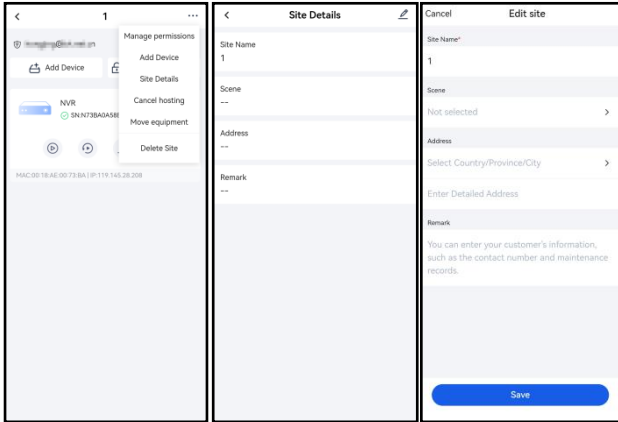 1
Manage permissions
Add Device
Add Device
Site Details
Cancel hosting
NVR
Move equipment
Delete Site
MAC:00:18:AE:00:73:BA | IP:119.145.28.208
Site Details
Site Name
1
Scene
--
Address
--
Remark
--
Cancel
Edit site
Site Name*
1
Scene
Not selected
Address
Select Country/Province/City
Enter Detailed Address
Remark
You can enter your customer's information,
such as the contact number and maintenance
records.
Save